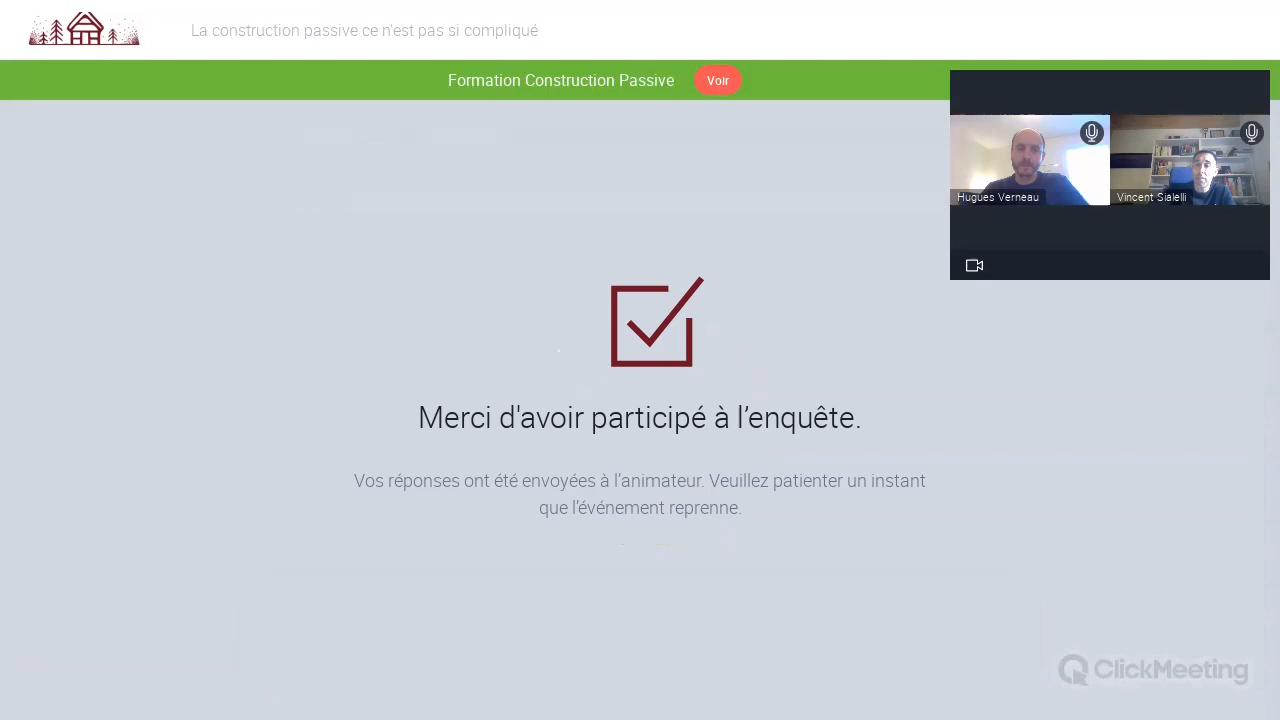 La construction passive ce n'est pas si compliqué
Formation Construction Passive
Voir
Hugues Verneau
Vincent Sialelli
Merci d'avoir participé à l’enquête.
Vos réponses ont été envoyées à l’animateur. Veuillez patienter un instant
que l’événement reprenne.
ClickMeeting